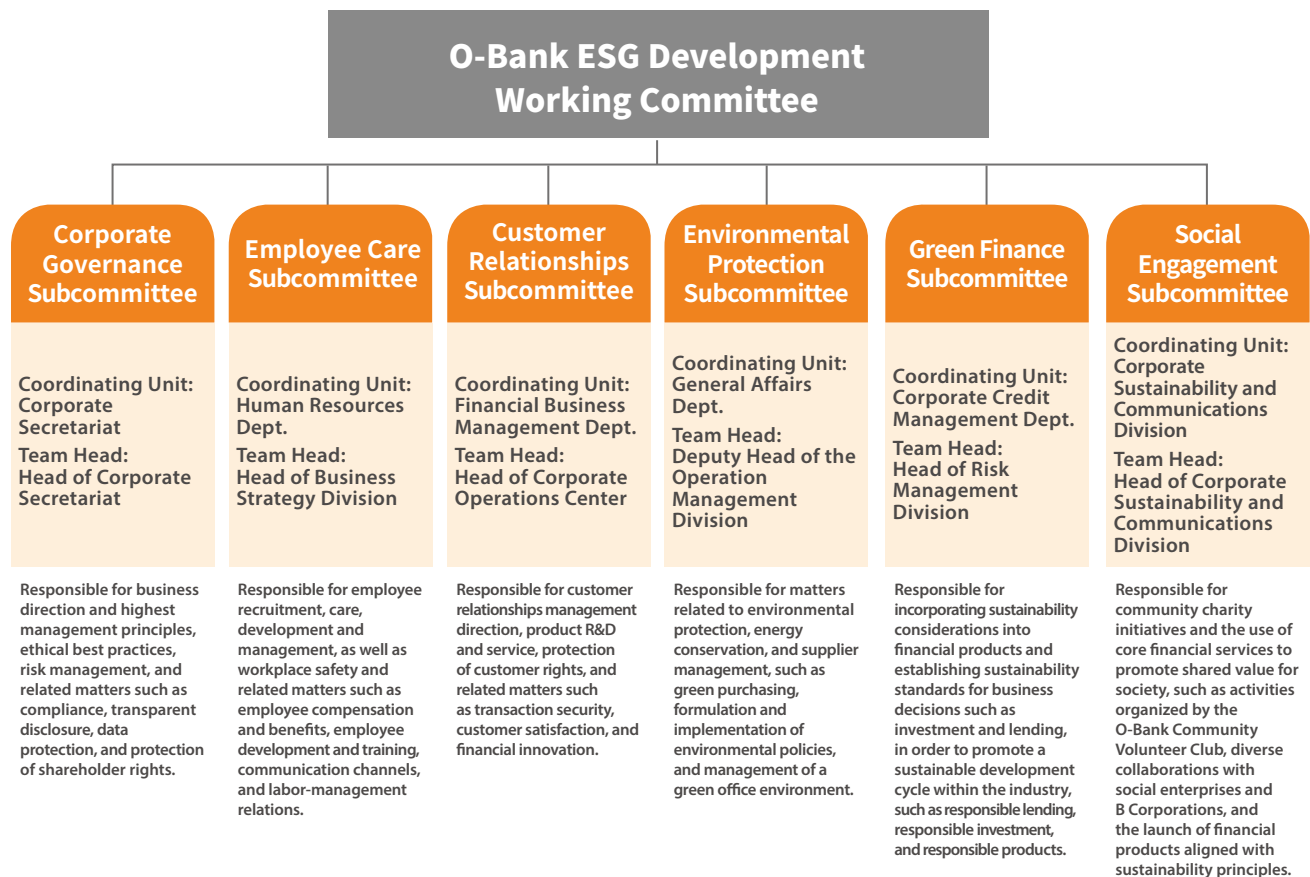 O-Bank ESG Development
Working Committee
Corporate
Governance
Subcommittee
Coordinating Unit:
Corporate
Secretariat
Team Head:
Head of Corporate
Secretariat
Responsible for business
direction and highest
management principles,
ethical best practices,
risk management, and
related matters such as
compliance, transparent
disclosure, data
protection, and protection
of shareholder rights.
Employee Care
Subcommittee
Coordinating Unit:
Human Resources
Dept.
Team Head:
Head of Business
Strategy Division
Responsible for employee
recruitment, care,
development and
management, as well as
workplace safety and
related matters such as
employee compensation
and benefits, employee
development and training,
communication channels,
and labor-management
relations.
Customer
Relationships
Subcommittee
Coordinating Unit:
Financial Business
Management Dept.
Team Head:
Head of Corporate
Operations Center
Responsible for customer
relationships management
direction, product R&D
and service, protection
of customer rights, and
related matters such
as transaction security,
customer satisfaction, and
financial innovation.
Environmental
Protection
Subcommittee
Coordinating Unit:
General Affairs
Dept.
Team Head:
Deputy Head of the
Operation
Management
Division
Responsible for matters
related to environmental
protection, energy
conservation, and supplier
management, such as
green purchasing,
formulation and
implementation of
environmental policies,
and management of a
green office environment.
Green Finance
Subcommittee
Coordinating Unit:
Corporate Credit
Management Dept.
Team Head:
Head of Risk
Management
Division
Responsible for
incorporating sustainability
considerations into
financial products and
establishing sustainability
standards for business
decisions such as
investment and lending,
in order to promote a
sustainable development
cycle within the industry,
such as responsible lending,
responsible investment,
and responsible products.
Social
Engagement
Subcommittee
Coordinating Unit:
Corporate
Sustainability and
Communications
Division
Team Head:
Head of Corporate
Sustainability and
Communications
Division
Responsible for
community charity
initiatives and the use of
core financial services to
promote shared value for
society, such as activities
organized by the
O-Bank Community
Volunteer Club, diverse
collaborations with
social enterprises and
B Corporations, and
the launch of financial
products aligned with
sustainability principles.